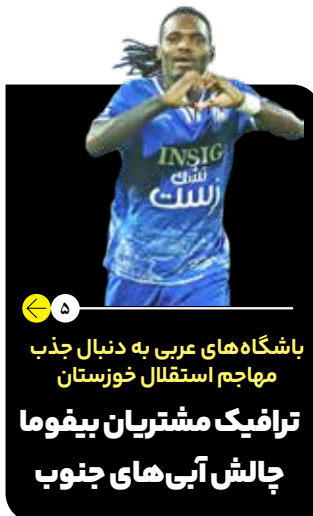 INSIG
تشک
زست
۵
باشگاه‌های عربی به دنبال جذب
مهاجم استقلال خوزستان
ترافیک مشتریان بیفوما
چالش آبی‌های جنوب